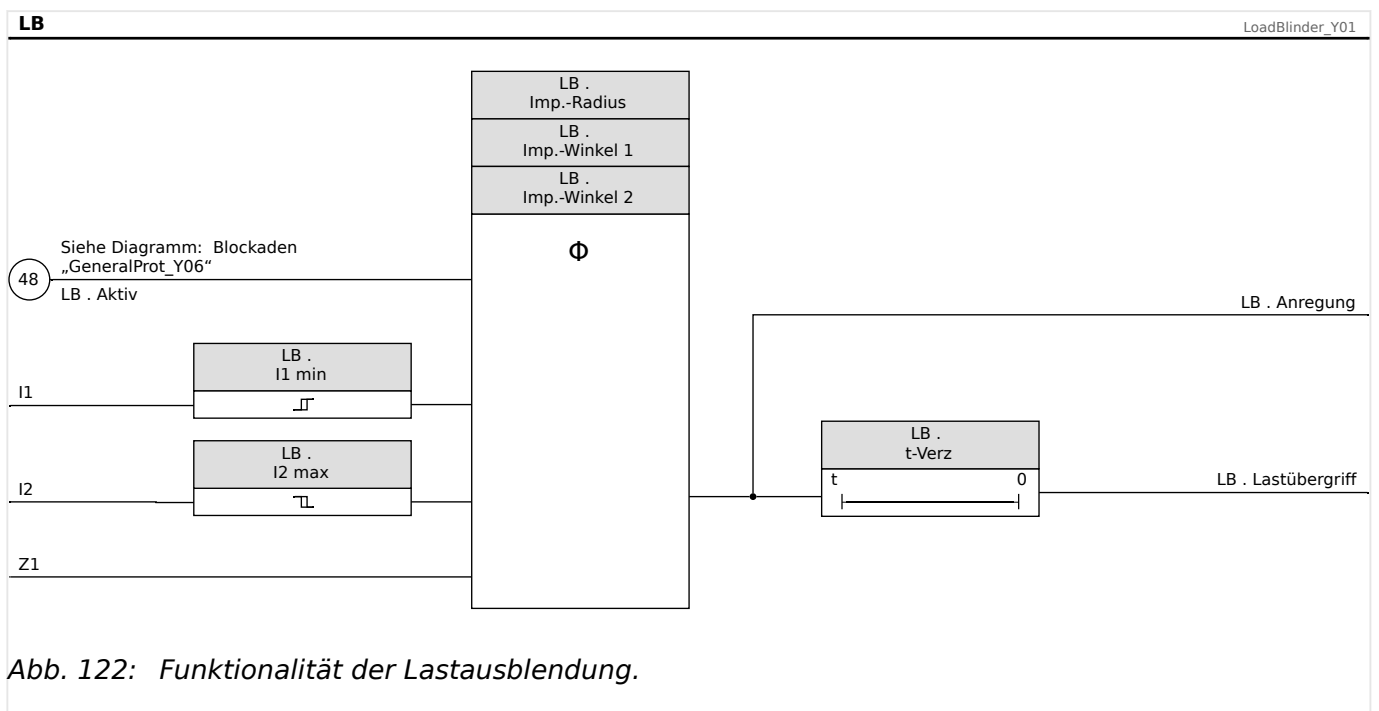 LB
LoadBlinder_Y01
LB .
Imp.-Radius
LB .
Imp.-Winkel 1
LB .
Imp.-Winkel 2
Φ
Siehe Diagramm: Blockaden
„GeneralProt_Y06“
48
LB . Aktiv
LB . Anregung
LB .
I1 min
I1
LB .
I2 max
I2
LB .
t-Verz
t 0
LB . Lastübergriff
Z1
Abb. 122: Funktionalität der Lastausblendung.